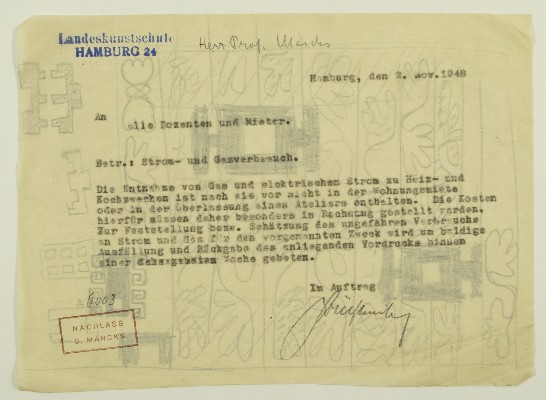 Landeskunstschule
HAMBURG 24
Herr Prof. Marcks
Hamburg, den 2. Nov. 1948
An
alle Dozenten und Mieter.
Betr.: Strom- und Gasverbrauch.
Die Entnahme von Gas und elektrischem Strom zu Heiz- und
Kochzwecken ist nach wie vor nicht in der Wohnungsmiete
oder in der Überlassung eines Ateliers enthalten. Die Kosten
hierfür müssen daher besonders in Rechnung gestellt werden.
Zur Feststellung bezw. Schätzung des ungefähren Verbrauchs
an Strom und Gas für den vorgenannten Zweck wird um baldige
Ausfüllung und Rückgabe des anliegenden Vordrucks binnen
einer Woche gebeten.
Im Auftrag
NACHLASS
G. MARCKS